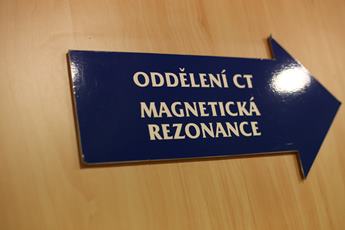 ODDĚLENÍ CT
MAGNETICKÁ
REZONANCE